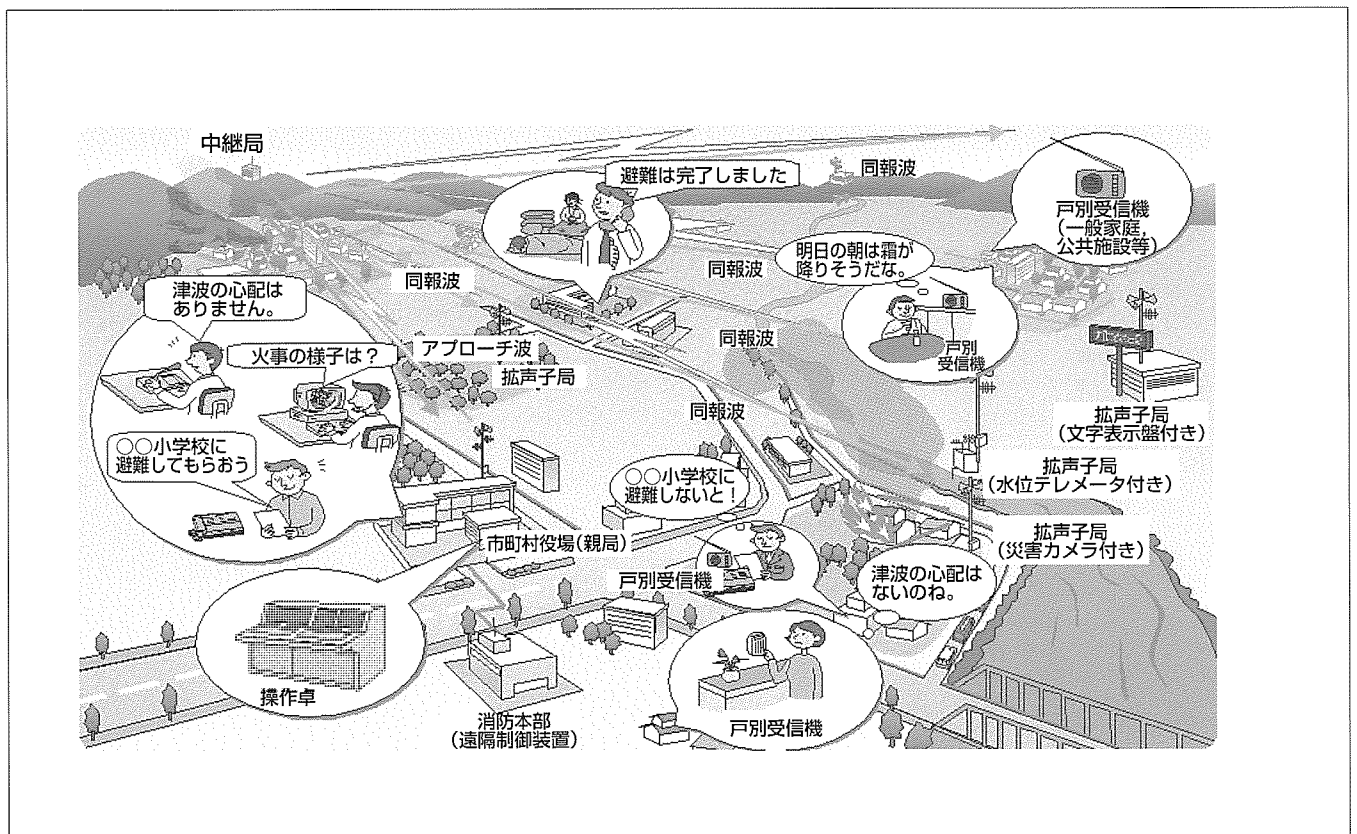 中継局
避難は完了しました
同報波
戸別受信機
(一般家庭,
公共施設等)
明日の朝は霜が
降りそうだな。
同報波
同報波
津波の心配は
ありません。
戸別
受信機
同報波
火事の様子は?
アプローチ波
拡声子局
同報波
拡声子局
(文字表示盤付き)
○○小学校に
避難してもらおう
○○小学校に
避難しないと!
拡声子局
(水位テレメータ付き)
拡声子局
(災害カメラ付き)
市町村役場(親局)
戸別受信機
津波の心配は
ないのね。
操作卓
消防本部
(遠隔制御装置)
戸別受信機